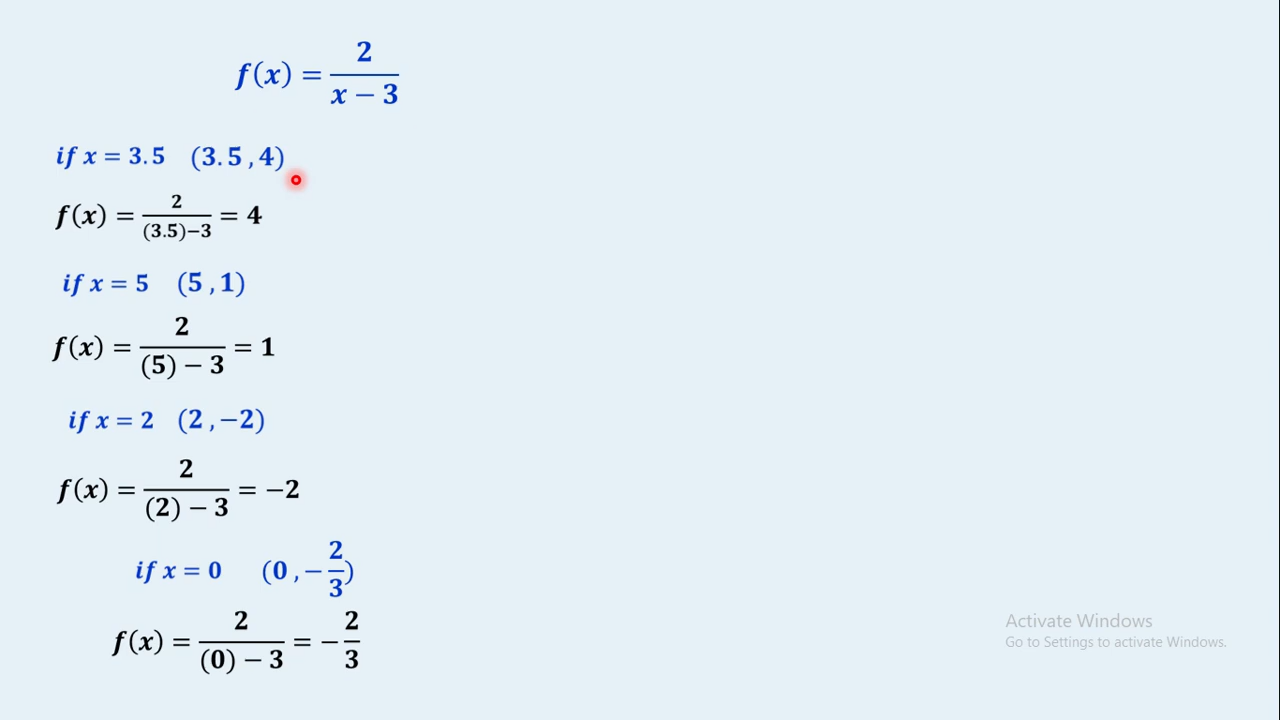 f(x) = 2/(x − 3)
if x = 3.5 (3.5 , 4)
f(x) = 2/((3.5)−3) = 4
if x = 5 (5 , 1)
f(x) = 2/((5) − 3) = 1
if x = 2 (2 , −2)
f(x) = 2/((2) − 3) = −2
if x = 0 (0 , −2/3)
f(x) = 2/((0) − 3) = −2/3
Activate Windows
Go to Settings to activate Windows.